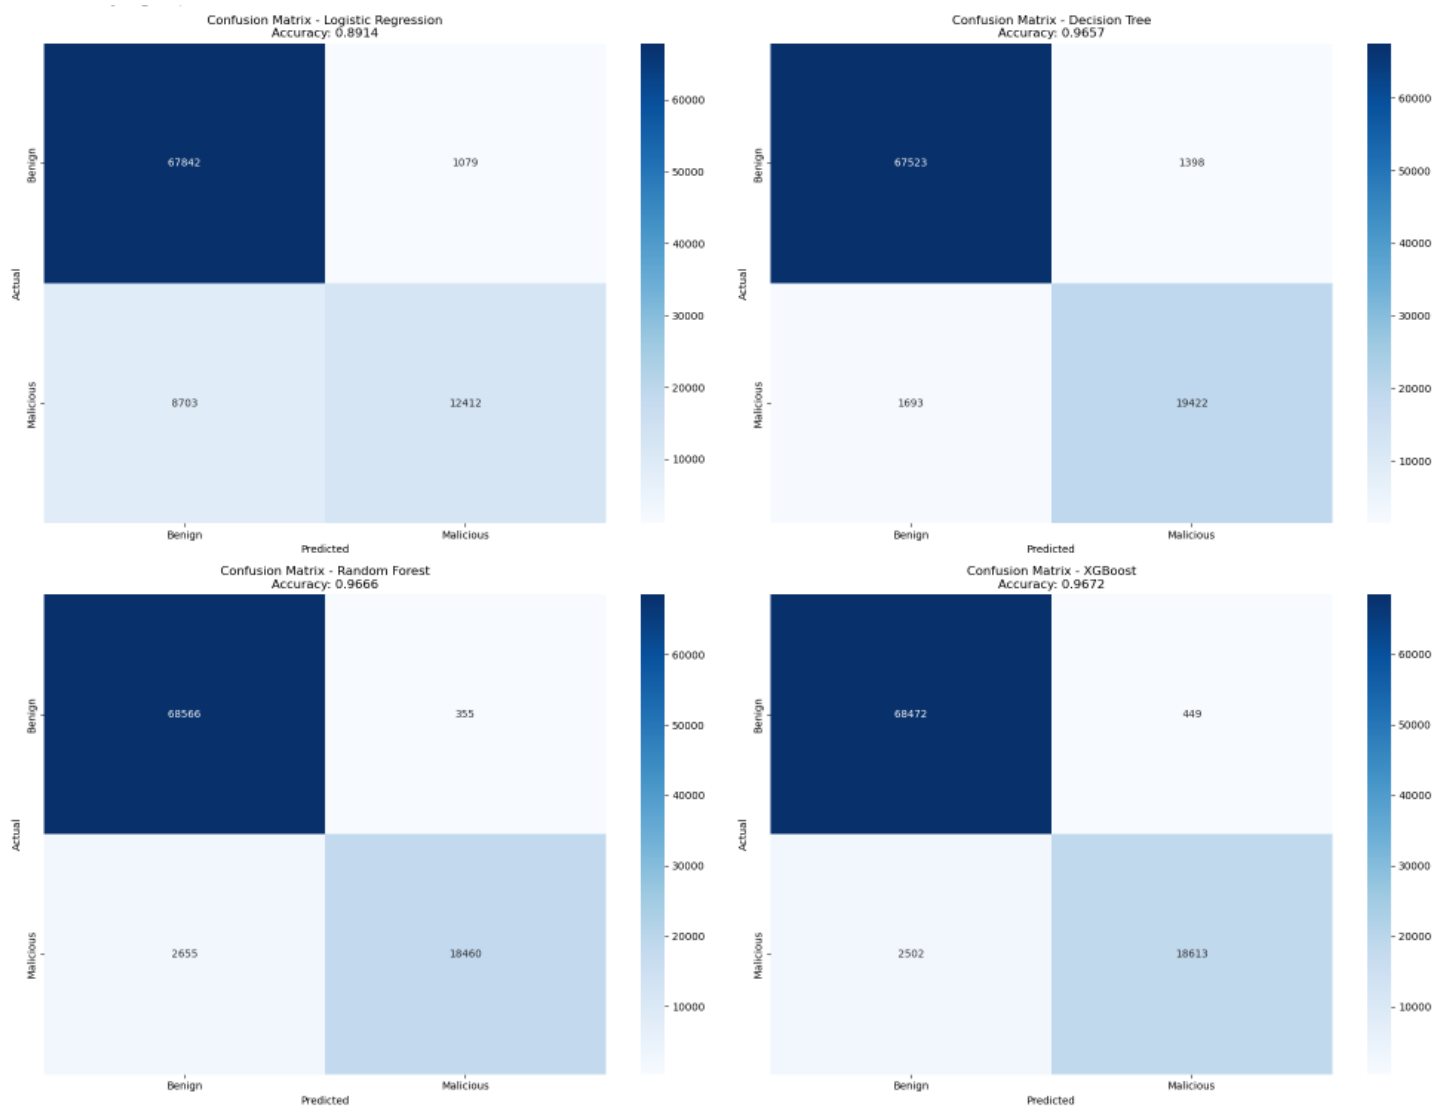 Confusion Matrix - Logistic Regression
Accuracy: 0.8914
60000
50000
40000
30000
20000
10000
Benign
Malicious
Actual
67842
1079
8703
12412
Benign
Malicious
Predicted
Confusion Matrix - Decision Tree
Accuracy: 0.9657
60000
50000
40000
30000
20000
10000
Benign
Malicious
Actual
67523
1398
1693
19422
Benign
Malicious
Predicted
Confusion Matrix - Random Forest
Accuracy: 0.9666
60000
50000
40000
30000
20000
10000
Benign
Malicious
Actual
68566
355
2655
18460
Benign
Malicious
Predicted
Confusion Matrix - XGBoost
Accuracy: 0.9672
60000
50000
40000
30000
20000
10000
Benign
Malicious
Actual
68472
449
2502
18613
Benign
Malicious
Predicted